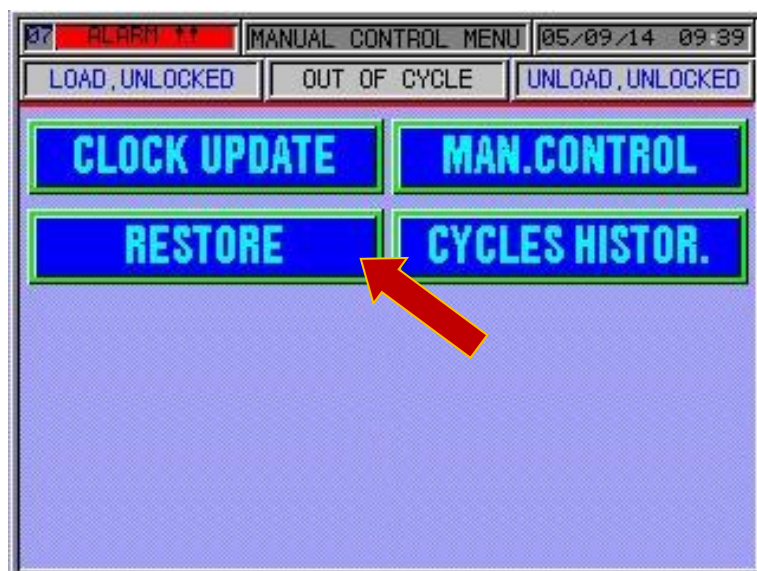 07 ALARM !! MANUAL CONTROL MENU 05/09/14 09:39
LOAD,UNLOCKED OUT OF CYCLE UNLOAD,UNLOCKED
CLOCK UPDATE MAN.CONTROL
RESTORE CYCLES HISTOR.